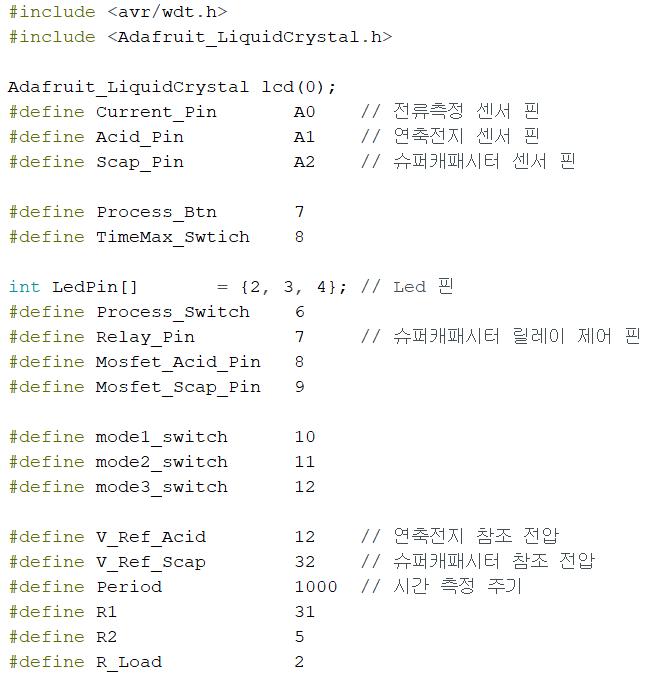 #include <avr/wdt.h>
#include <Adafruit_LiquidCrystal.h>
Adafruit_LiquidCrystal lcd(0);
#define Current_Pin A0 // 전류측정 센서 핀
#define Acid_Pin A1 // 연축전지 센서 핀
#define Scap_Pin A2 // 슈퍼캐패시터 센서 핀
#define Process_Btn 7
#define TimeMax_Swtich 8
int LedPin[] = {2, 3, 4}; // Led 핀
#define Process_Switch 6
#define Relay_Pin 7 // 슈퍼캐패시터 릴레이 제어 핀
#define Mosfet_Acid_Pin 8
#define Mosfet_Scap_Pin 9
#define mode1_switch 10
#define mode2_switch 11
#define mode3_switch 12
#define V_Ref_Acid 12 // 연축전지 참조 전압
#define V_Ref_Scap 32 // 슈퍼캐패시터 참조 전압
#define Period 1000 // 시간 측정 주기
#define R1 31
#define R2 5
#define R_Load 2